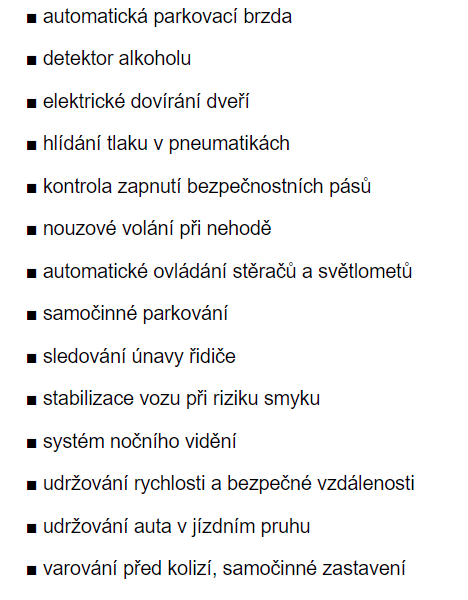 ■ automatická parkovací brzda
■ detektor alkoholu
■ elektrické dovírání dveří
■ hlídání tlaku v pneumatikách
■ kontrola zapnutí bezpečnostních pásů
■ nouzové volání při nehodě
■ automatické ovládání stěračů a světlometů
■ samočinné parkování
■ sledování únavy řidiče
■ stabilizace vozu při riziku smyku
■ systém nočního vidění
■ udržování rychlosti a bezpečné vzdálenosti
■ udržování auta v jízdním pruhu
■ varování před kolizí, samočinné zastavení